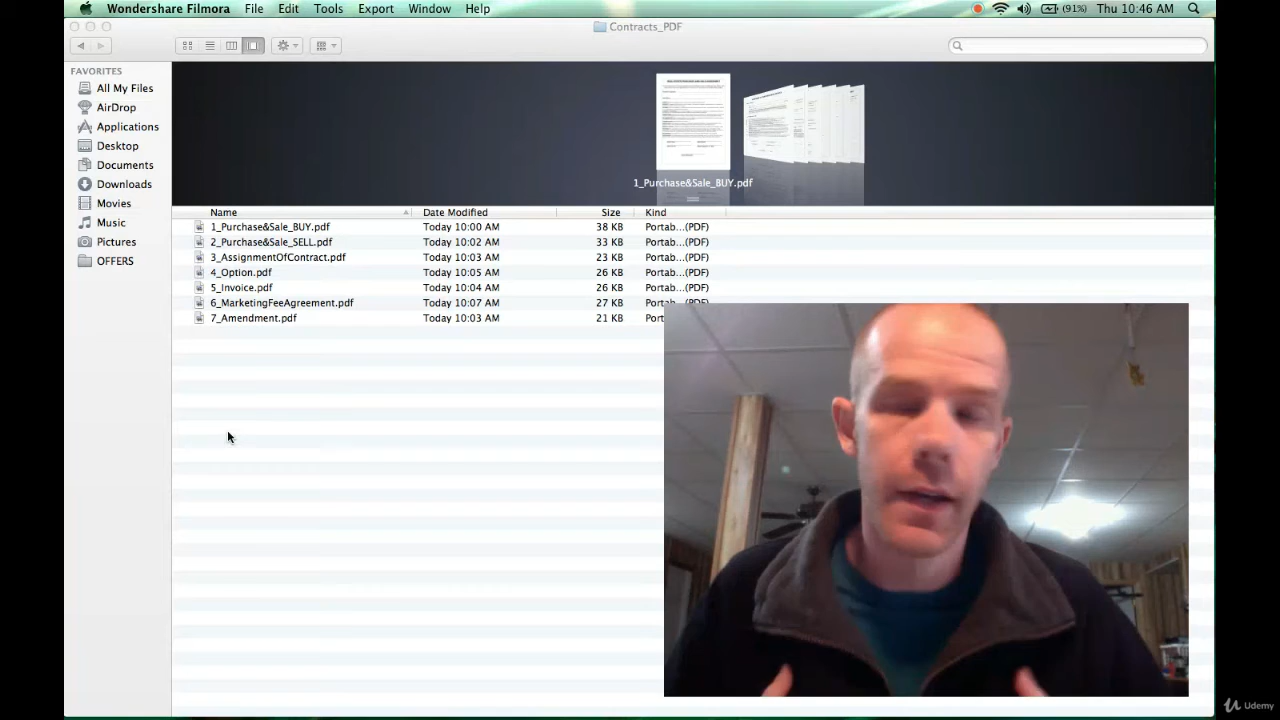 Wondershare Filmora File Edit Tools Export Window Help (91%) Thu 10:46 AM
Contracts_PDF
FAVORITES
All My Files
AirDrop
Applications
Desktop
Documents
Downloads
Movies
Music
Pictures
OFFERS
1_Purchase&Sale_BUY.pdf
Name Date Modified Size Kind
1_Purchase&Sale_BUY.pdf Today 10:00 AM 38 KB Portab...(PDF)
2_Purchase&Sale_SELL.pdf Today 10:02 AM 33 KB Portab...(PDF)
3_AssignmentOfContract.pdf Today 10:03 AM 23 KB Portab...(PDF)
4_Option.pdf Today 10:05 AM 26 KB Portab...(PDF)
5_Invoice.pdf Today 10:04 AM 26 KB Portab...(PDF)
6_MarketingFeeAgreement.pdf Today 10:07 AM 27 KB Portab...(PDF)
7_Amendment.pdf Today 10:03 AM 21 KB Port
Udemy